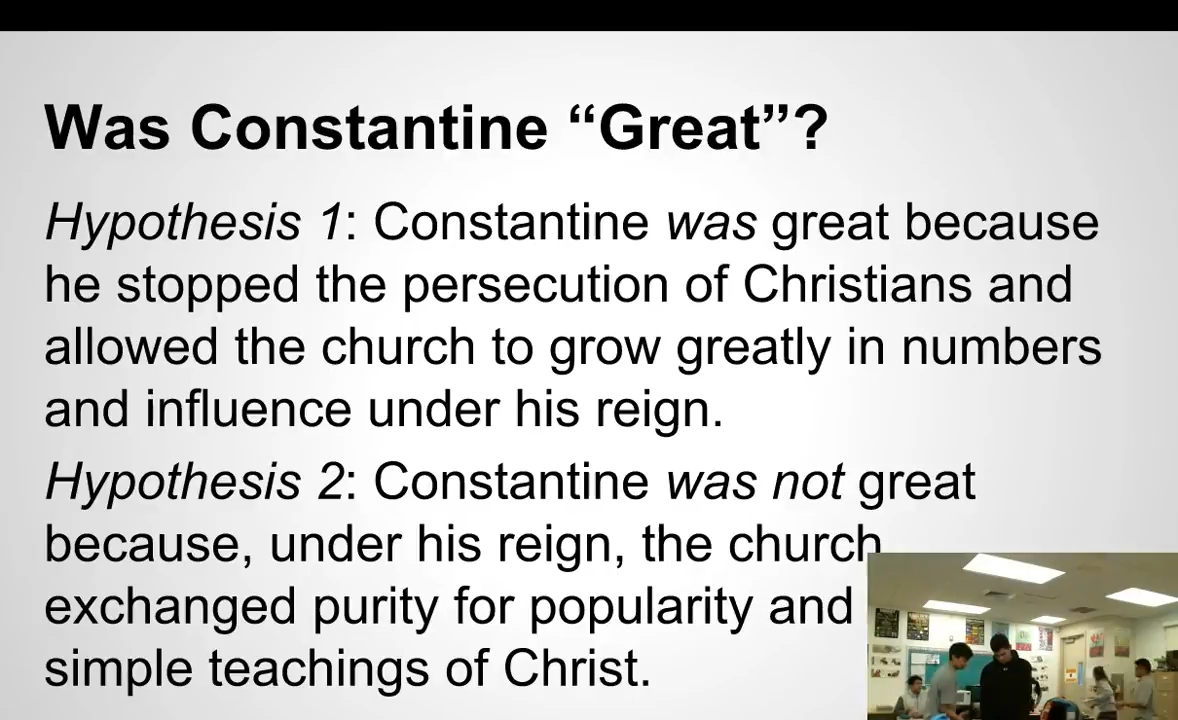 Was Constantine “Great”?
Hypothesis 1: Constantine was great because
he stopped the persecution of Christians and
allowed the church to grow greatly in numbers
and influence under his reign.
Hypothesis 2: Constantine was not great
because, under his reign, the church
exchanged purity for popularity and
simple teachings of Christ.